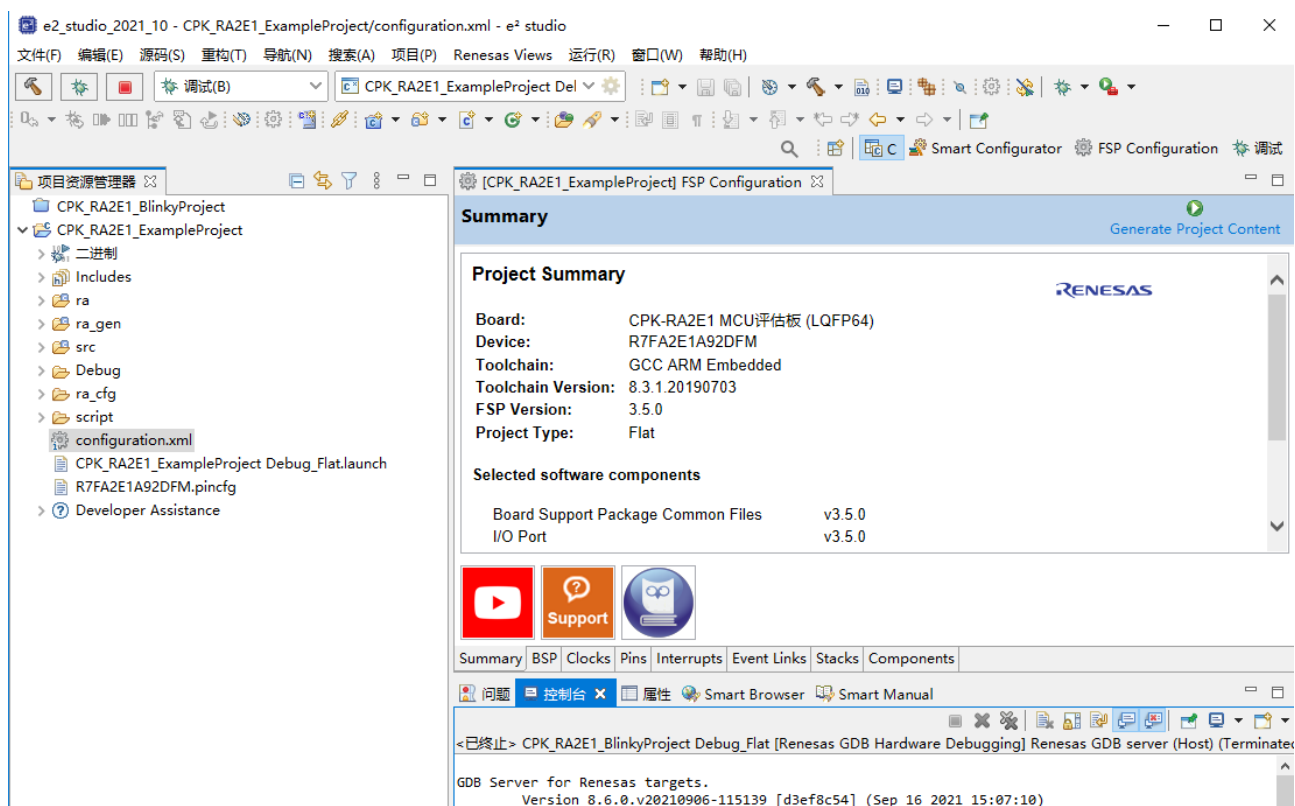 e2_studio_2021_10 - CPK_RA2E1_ExampleProject/configuration.xml - e² studio
文件(F) 编辑(E) 源码(S) 重构(T) 导航(N) 搜索(A) 项目(P) Renesas Views 运行(R) 窗口(W) 帮助(H)
调试(B) CPK_RA2E1_ExampleProject Del
C Smart Configurator FSP Configuration 调试
项目资源管理器
[CPK_RA2E1_ExampleProject] FSP Configuration
CPK_RA2E1_BlinkyProject
CPK_RA2E1_ExampleProject
二进制
Includes
ra
ra_gen
src
Debug
ra_cfg
script
configuration.xml
CPK_RA2E1_ExampleProject Debug_Flat.launch
R7FA2E1A92DFM.pincfg
Developer Assistance
Summary
Generate Project Content
Project Summary
RENESAS
Board: CPK-RA2E1 MCU评估板 (LQFP64)
Device: R7FA2E1A92DFM
Toolchain: GCC ARM Embedded
Toolchain Version: 8.3.1.20190703
FSP Version: 3.5.0
Project Type: Flat
Selected software components
Board Support Package Common Files v3.5.0
I/O Port v3.5.0
Support
Summary BSP Clocks Pins Interrupts Event Links Stacks Components
问题 控制台 属性 Smart Browser Smart Manual
<已终止> CPK_RA2E1_BlinkyProject Debug_Flat [Renesas GDB Hardware Debugging] Renesas GDB server (Host) (Terminated
GDB Server for Renesas targets.
Version 8.6.0.v20210906-115139 [d3ef8c54] (Sep 16 2021 15:07:10)